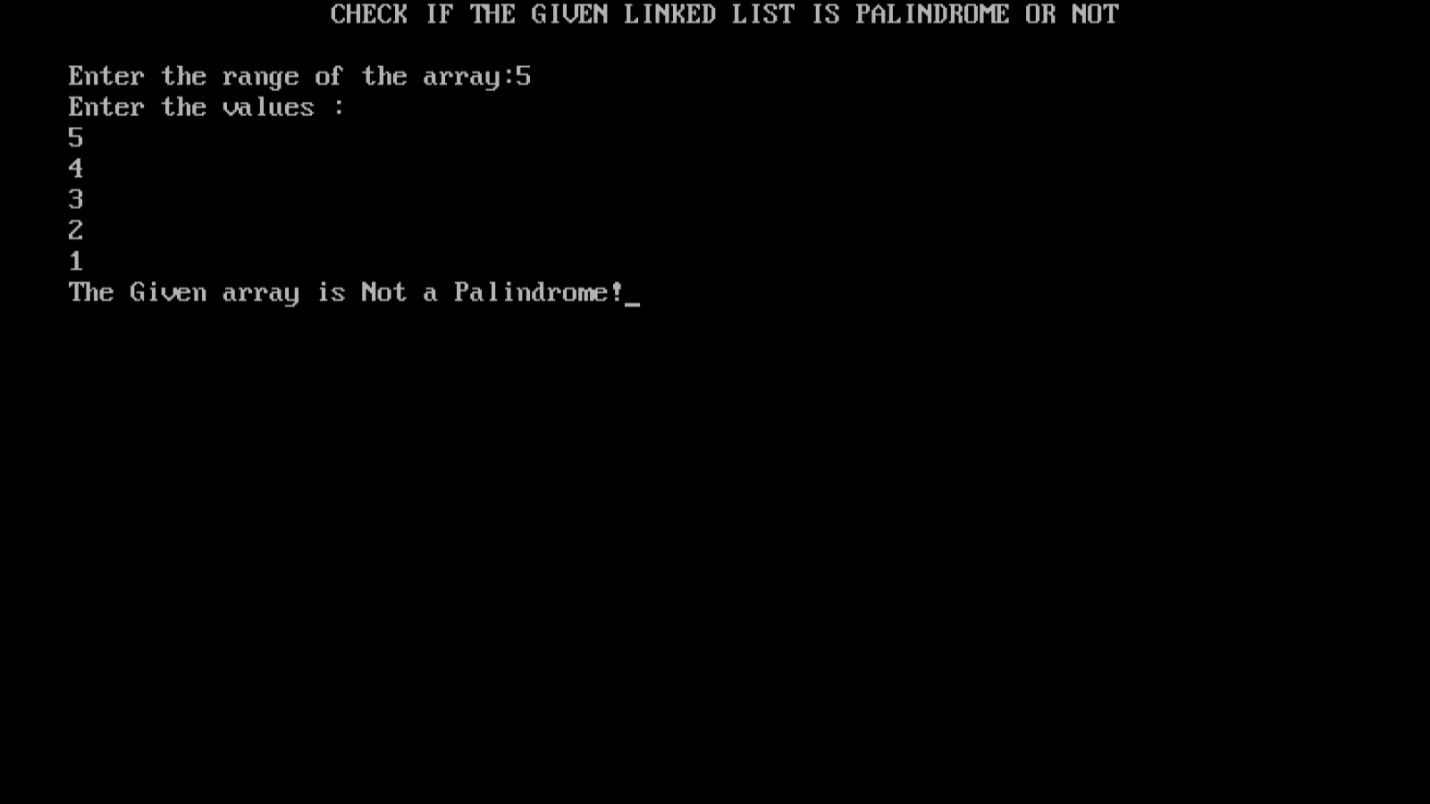 CHECK IF THE GIVEN LINKED LIST IS PALINDROME OR NOT
Enter the range of the array:5
Enter the values :
5
4
3
2
1
The Given array is Not a Palindrome!_